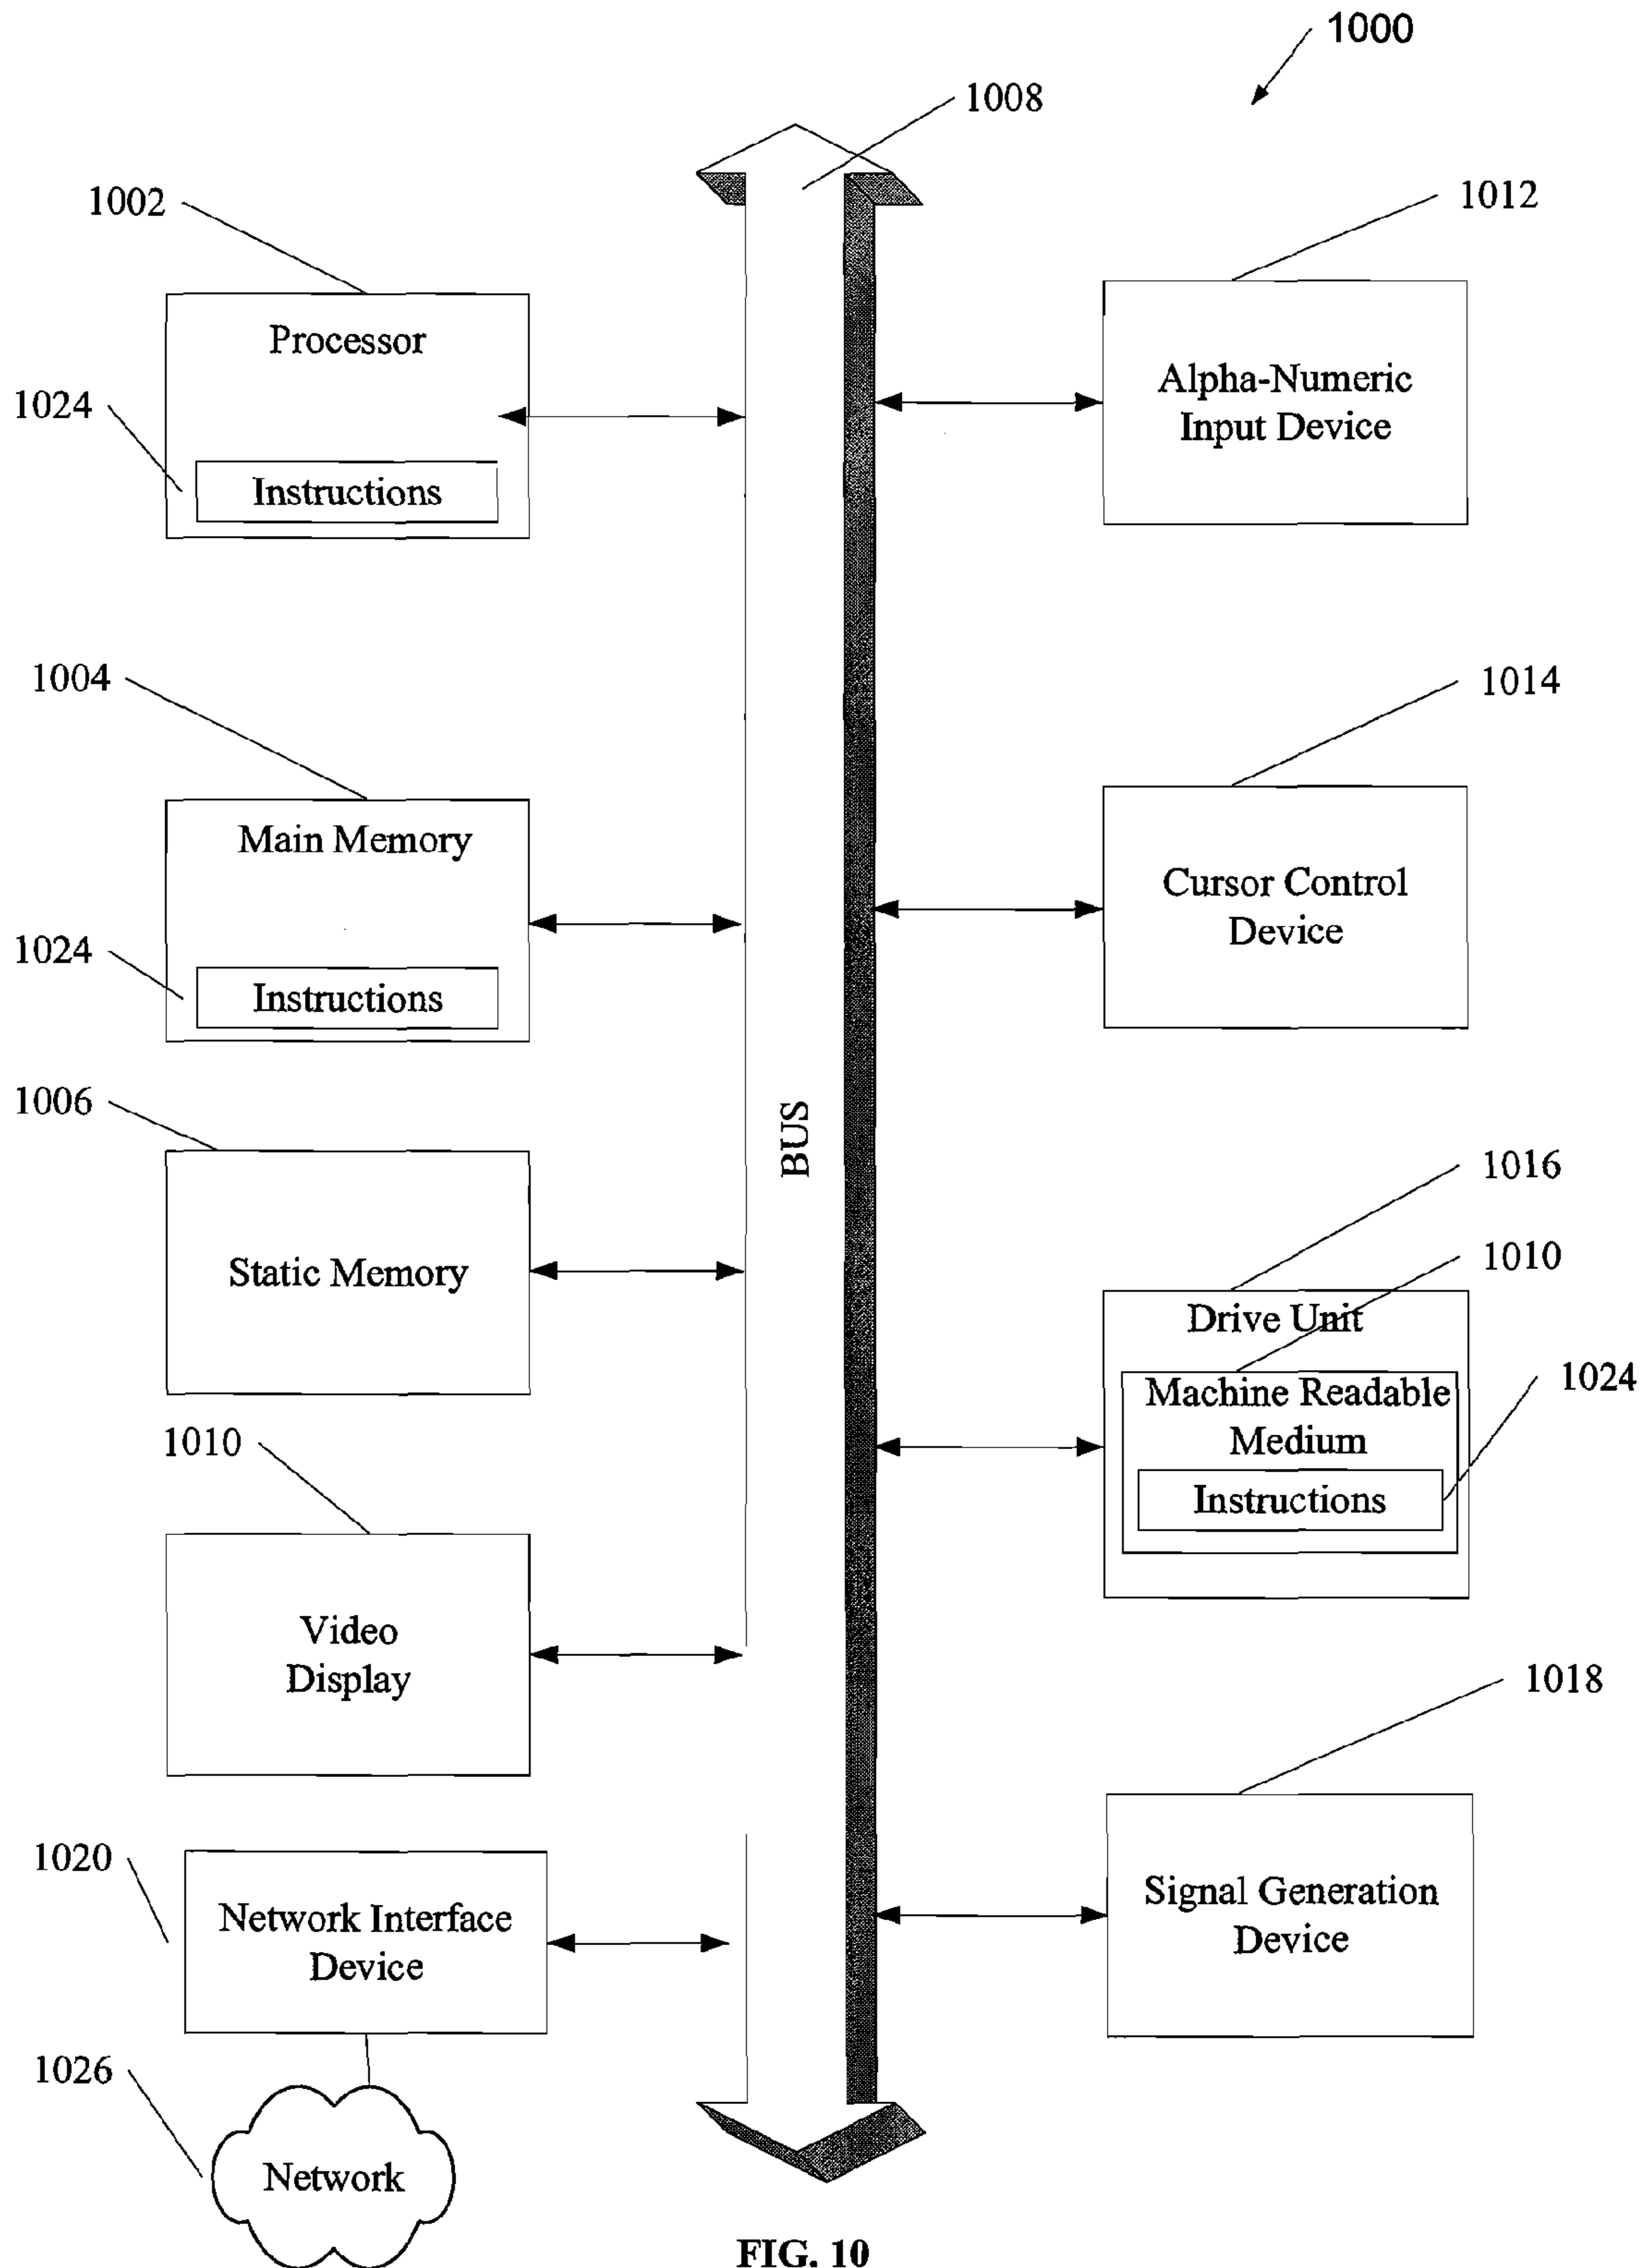 1000
1008
1002
1012
Processor
1024
Instructions
Alpha-Numeric
Input Device
1004
1014
Main Memory
1024
Instructions
Cursor Control
Device
1006
BUS
Static Memory
1016
1010
Drive Unit
Machine Readable
Medium
1024
Instructions
1010
Video
Display
1018
1020
Network Interface
Device
Signal Generation
Device
1026
Network
FIG. 10